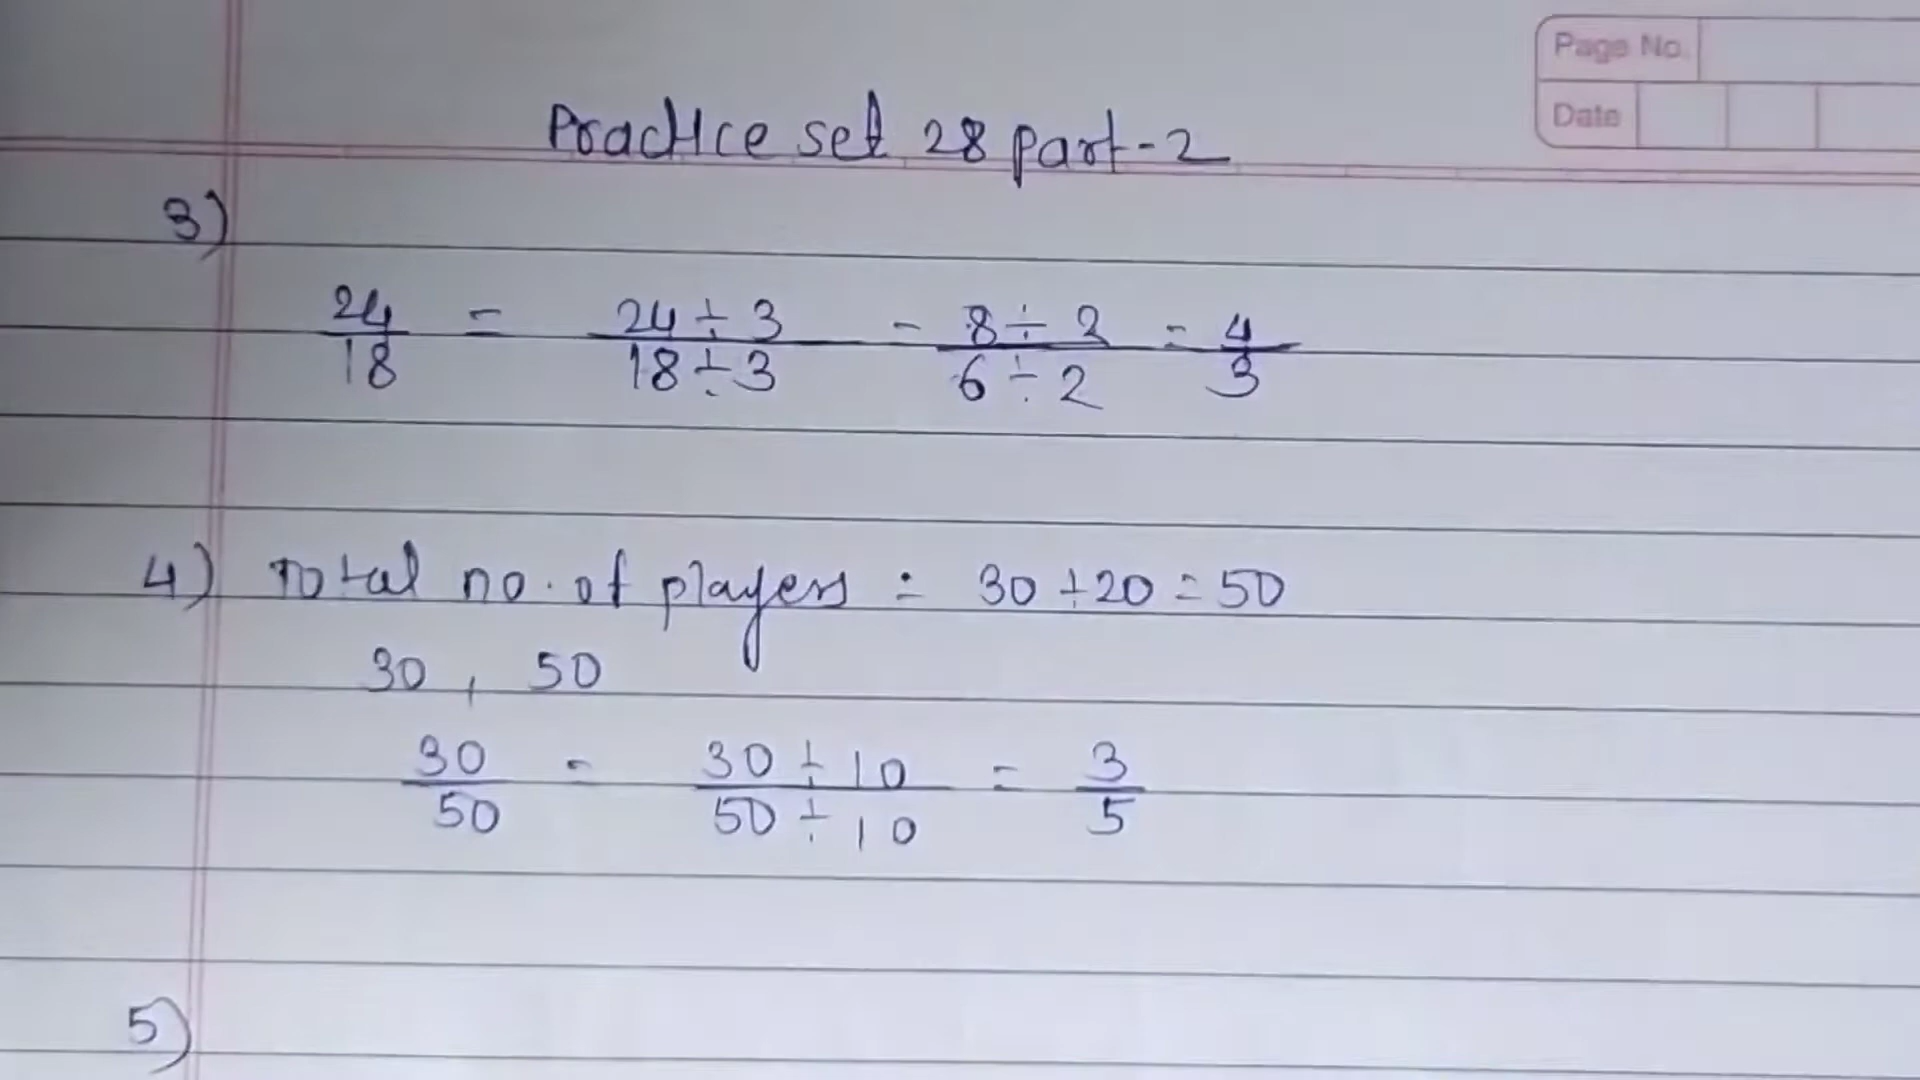 Page No.
Date
Practice set 28 part-2
3)
24/18 = 24÷3/18÷3 = 8÷2/6÷2 = 4/3
4) Total no. of players = 30+20=50
30, 50
30/50 = 30÷10/50÷10 = 3/5
5)